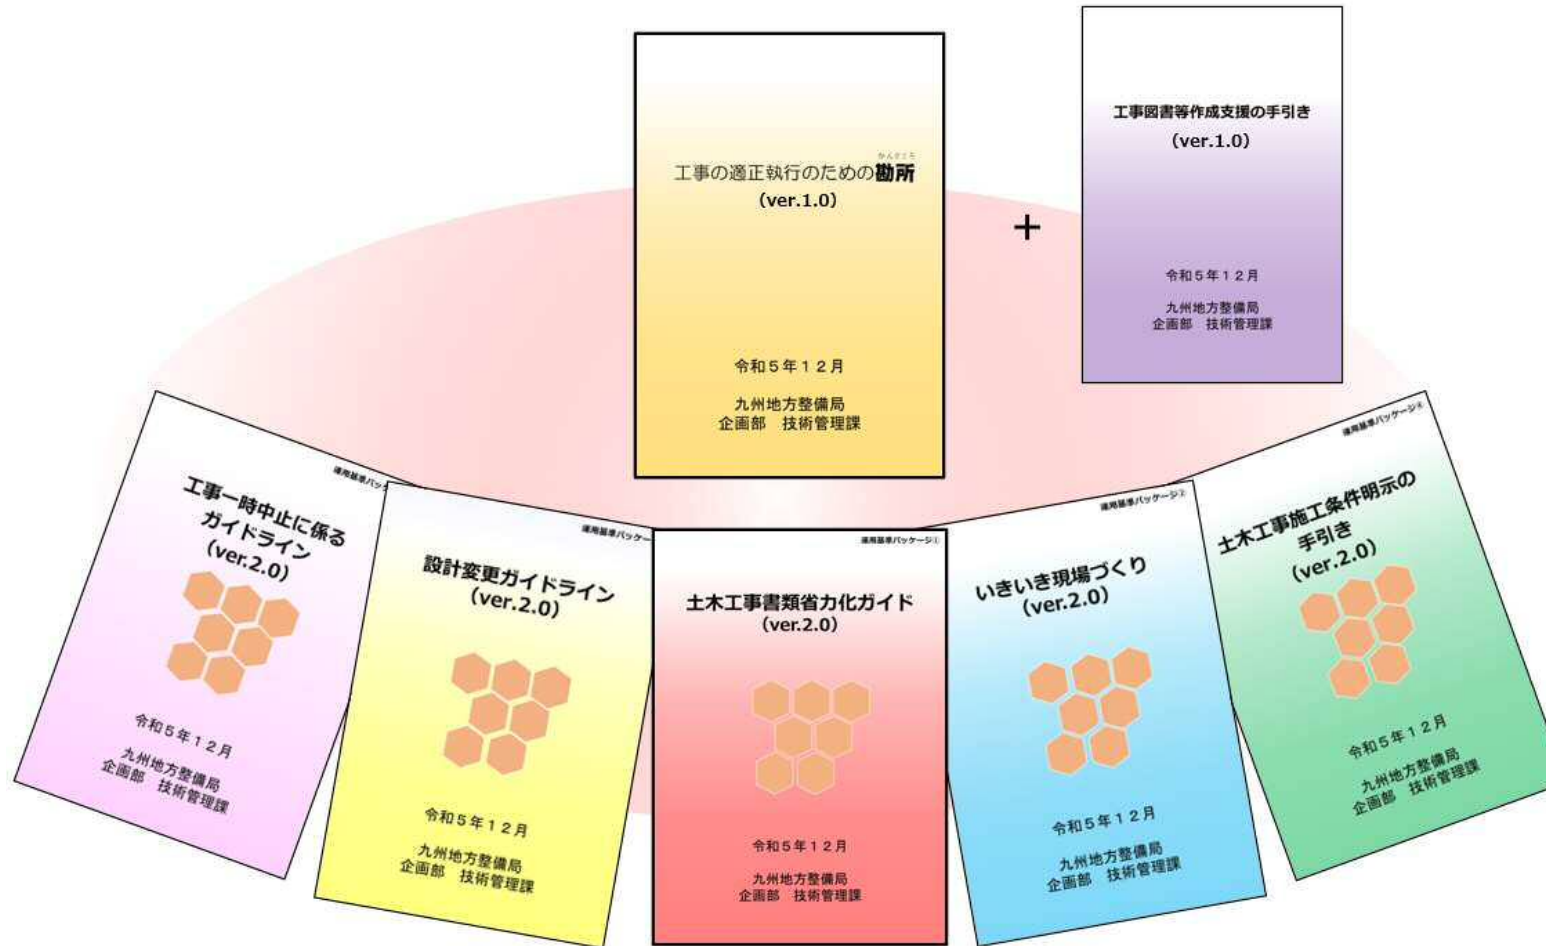 かんどころ
工事の適正執行のための勘所
(ver.1.0)
令和５年１２月
九州地方整備局
企画部　技術管理課
+
工事図書等作成支援の手引き
(ver.1.0)
令和５年１２月
九州地方整備局
企画部　技術管理課
運用基準パッケ
工事一時中止に係る
ガイドライン
(ver.2.0)
令和５年１２月
九州地方整備局
企画部　技術管理課
運用基準パッケー
設計変更ガイドライン
(ver.2.0)
令和５年１２月
九州地方整備局
企画部　技術管理課
運用基準パッケージ①
土木工事書類省力化ガイド
(ver.2.0)
令和５年１２月
九州地方整備局
企画部　技術管理課
運用基準パッケージ②
いきいき現場づくり
(ver.2.0)
令和５年１２月
九州地方整備局
企画部　技術管理課
運用基準パッケージ④
土木工事施工条件明示の
手引き
(ver.2.0)
令和５年１２月
九州地方整備局
企画部　技術管理課